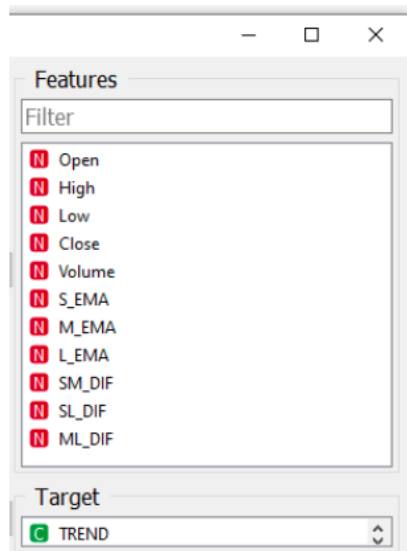 Features
Filter
N Open
N High
N Low
N Close
N Volume
N S_EMA
N M_EMA
N L_EMA
N SM_DIF
N SL_DIF
N ML_DIF
Target
C TREND